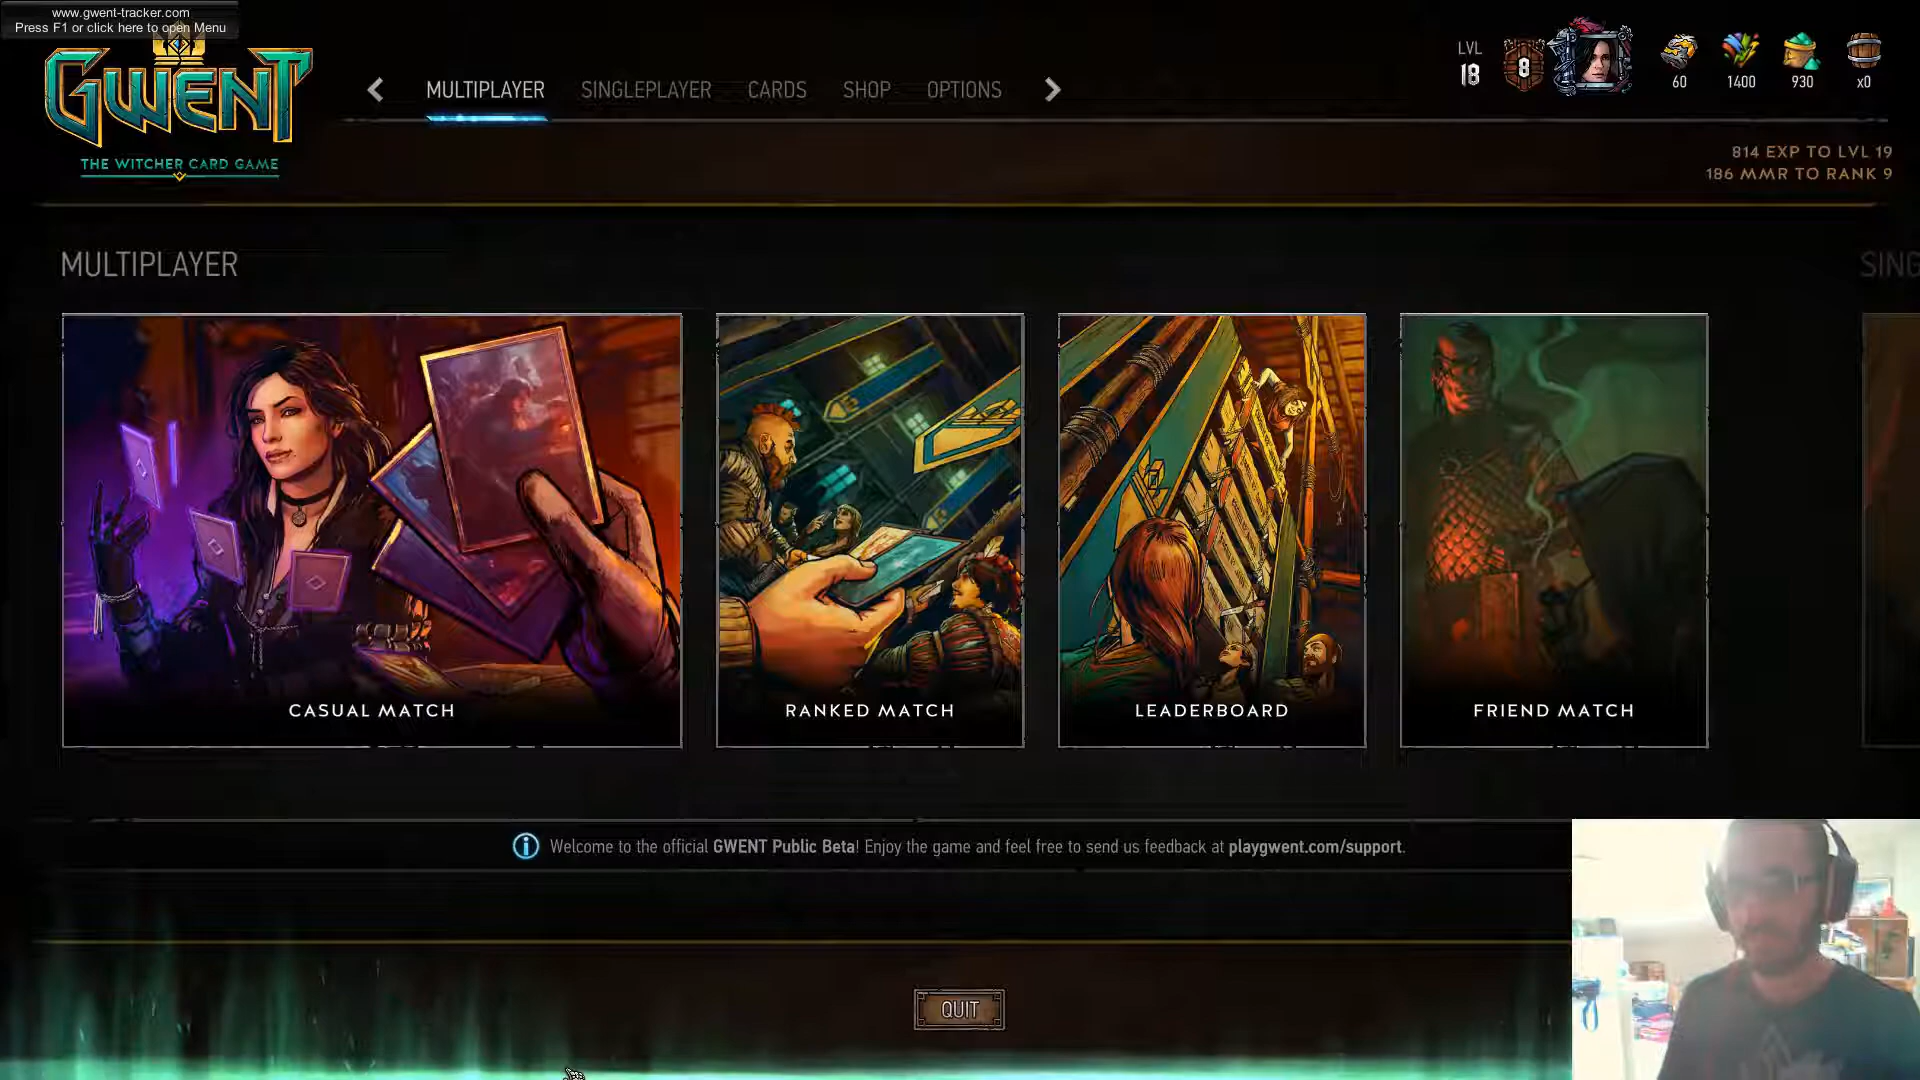 www.gwent-tracker.com
Press F1 or click here to open Menu
GWENT
THE WITCHER CARD GAME
MULTIPLAYER SINGLEPLAYER CARDS SHOP OPTIONS
LVL
18
8
60 1400 930 x0
814 EXP TO LVL 19
186 MMR TO RANK 9
MULTIPLAYER
SING
CASUAL MATCH
RANKED MATCH
LEADERBOARD
FRIEND MATCH
Welcome to the official GWENT Public Beta! Enjoy the game and feel free to send us feedback at playgwent.com/support.
QUIT